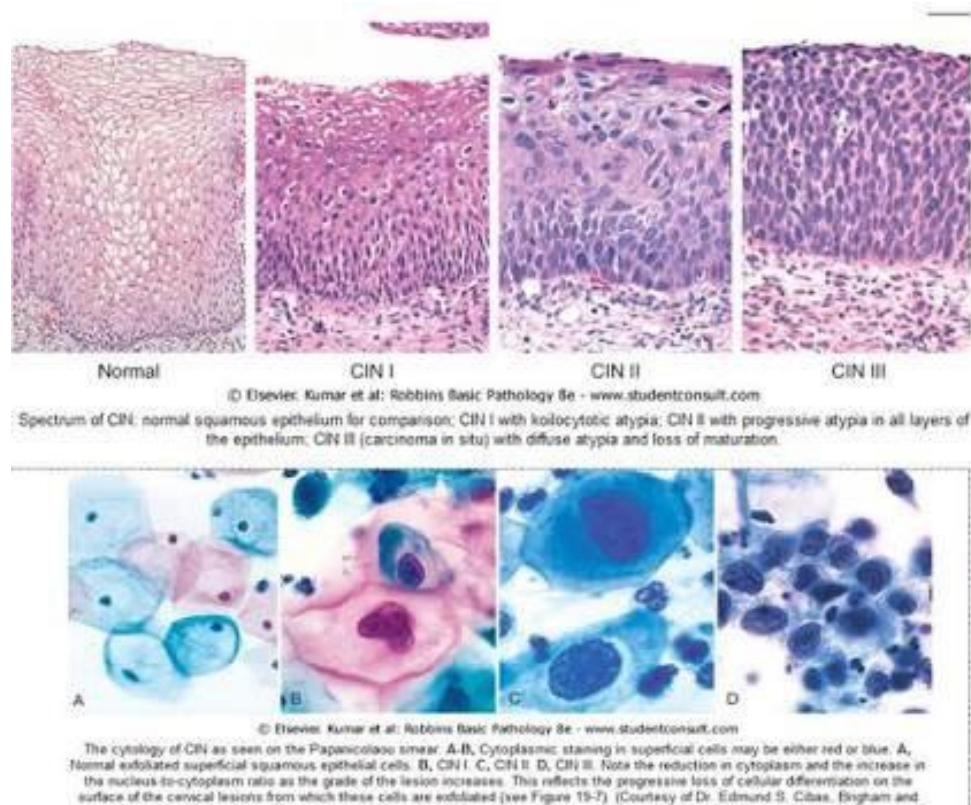 Normal CIN I CIN II CIN III
© Elsevier. Kumar et al: Robbins Basic Pathology 8e - www.studentconsult.com
Spectrum of CIN: normal squamous epithelium for comparison; CIN I with koilocytotic atypia; CIN II with progressive atypia in all layers of
the epithelium; CIN III (carcinoma in situ) with diffuse atypia and loss of maturation.
A B C D
© Elsevier. Kumar et al: Robbins Basic Pathology 8e - www.studentconsult.com
The cytology of CIN as seen on the Papanicolaou smear. A-B, Cytoplasmic staining in superficial cells may be either red or blue. A,
Normal exfoliated superficial squamous epithelial cells. B, CIN I. C, CIN II. D, CIN III. Note the reduction in cytoplasm and the increase in
the nucleus-to-cytoplasm ratio as the grade of the lesion increases. This reflects the progressive loss of cellular differentiation on the
surface of the cervical lesions from which these cells are exfoliated (see Figure 19-7). (Courtesy of Dr. Edmund S. Cibas, Brigham and